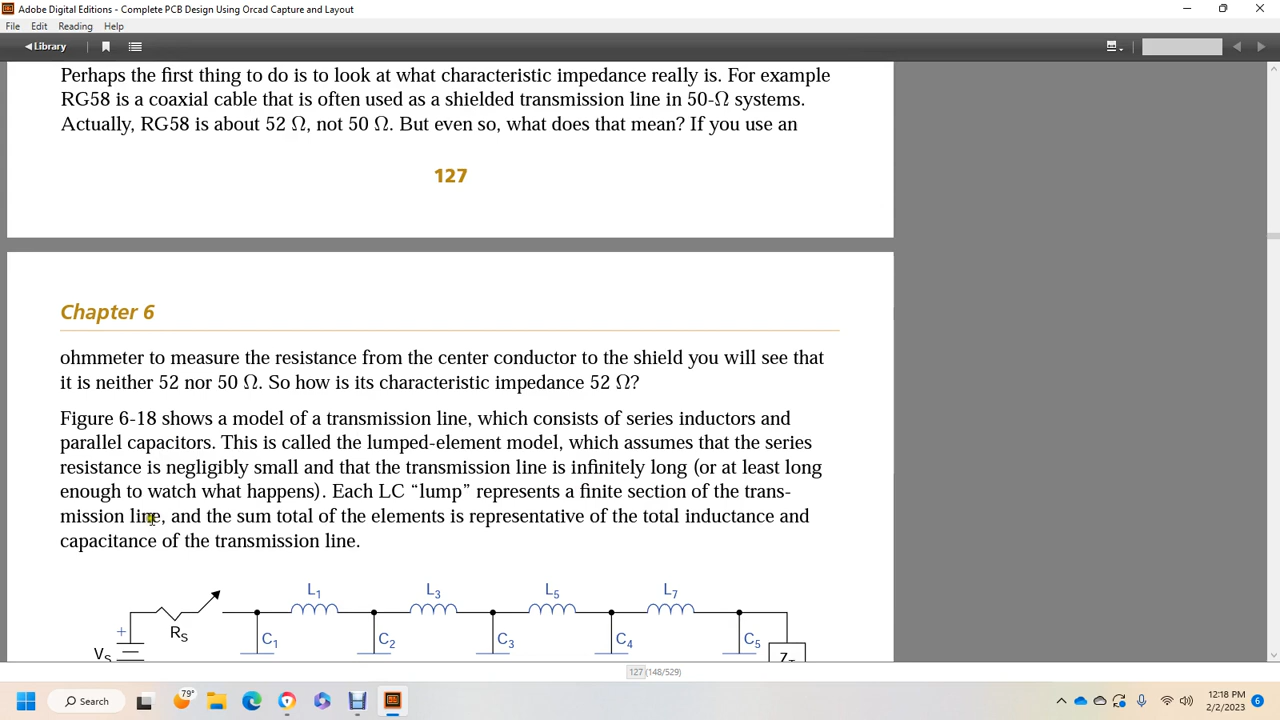 Adobe Digital Editions - Complete PCB Design Using Orcad Capture and Layout
File Edit Reading Help
Library
Perhaps the first thing to do is to look at what characteristic impedance really is. For example
RG58 is a coaxial cable that is often used as a shielded transmission line in 50-Ω systems.
Actually, RG58 is about 52 Ω, not 50 Ω. But even so, what does that mean? If you use an
127
Chapter 6
ohmmeter to measure the resistance from the center conductor to the shield you will see that
it is neither 52 nor 50 Ω. So how is its characteristic impedance 52 Ω?
Figure 6-18 shows a model of a transmission line, which consists of series inductors and
parallel capacitors. This is called the lumped-element model, which assumes that the series
resistance is negligibly small and that the transmission line is infinitely long (or at least long
enough to watch what happens). Each LC “lump” represents a finite section of the trans-
mission line, and the sum total of the elements is representative of the total inductance and
capacitance of the transmission line.
L1 L3 L5 L7
+ RS C1 C2 C3 C4 C5
VS
127 (148/529)
79°
Search
12:18 PM
2/2/2023
6